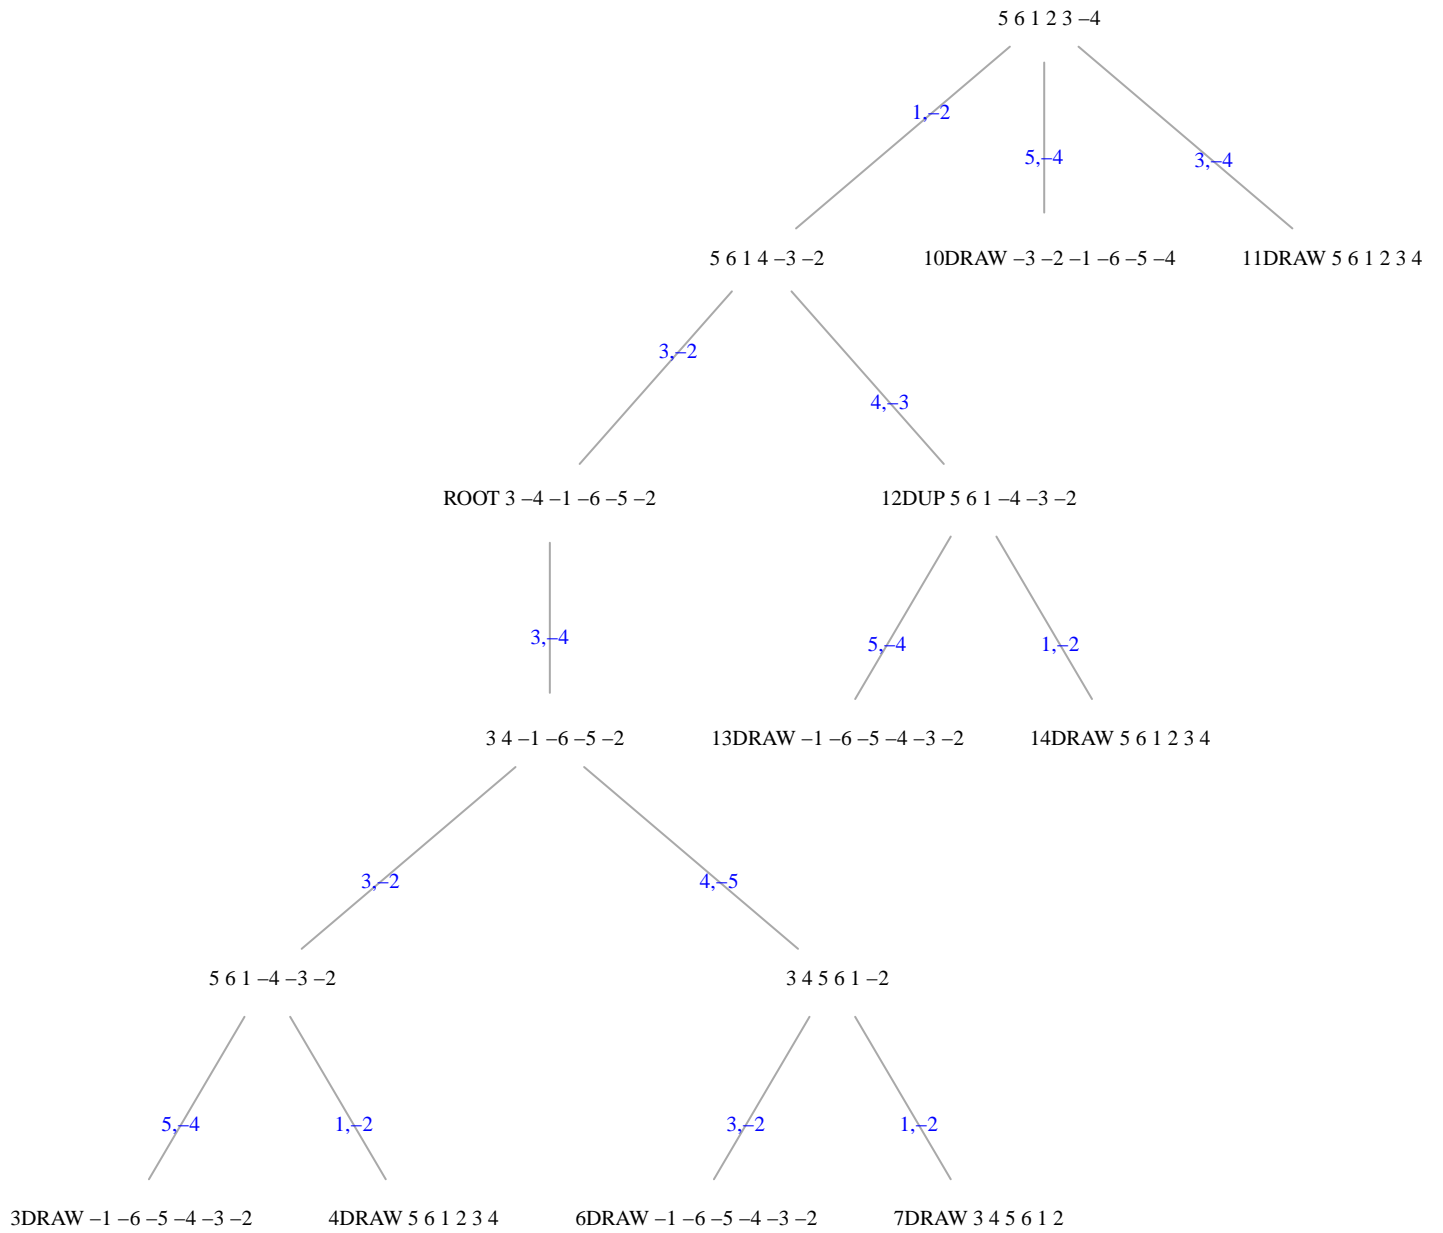 5 6 1 2 3 –4
1,–2
5,–4
3,–4
5 6 1 4 –3 –2
10DRAW –3 –2 –1 –6 –5 –4
11DRAW 5 6 1 2 3 4
3,–2
4,–3
ROOT 3 –4 –1 –6 –5 –2
12DUP 5 6 1 –4 –3 –2
3,–4
5,–4
1,–2
3 4 –1 –6 –5 –2
13DRAW –1 –6 –5 –4 –3 –2
14DRAW 5 6 1 2 3 4
3,–2
4,–5
5 6 1 –4 –3 –2
3 4 5 6 1 –2
5,–4
1,–2
3,–2
1,–2
3DRAW –1 –6 –5 –4 –3 –2
4DRAW 5 6 1 2 3 4
6DRAW –1 –6 –5 –4 –3 –2
7DRAW 3 4 5 6 1 2